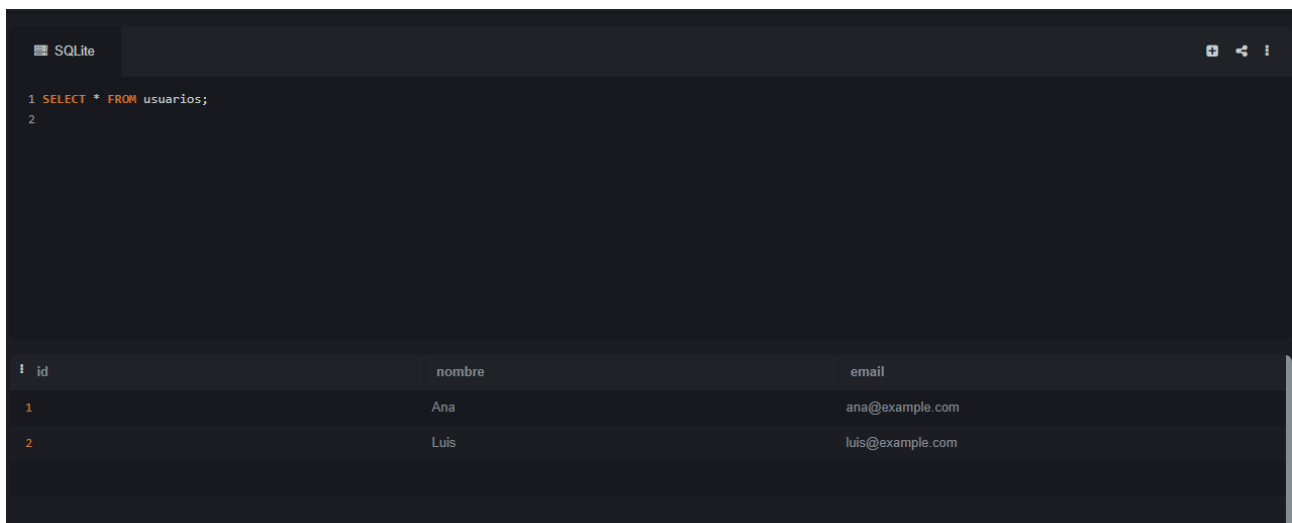 SQLite
1 SELECT * FROM usuarios;
2
id nombre email
1 Ana ana@example.com
2 Luis luis@example.com